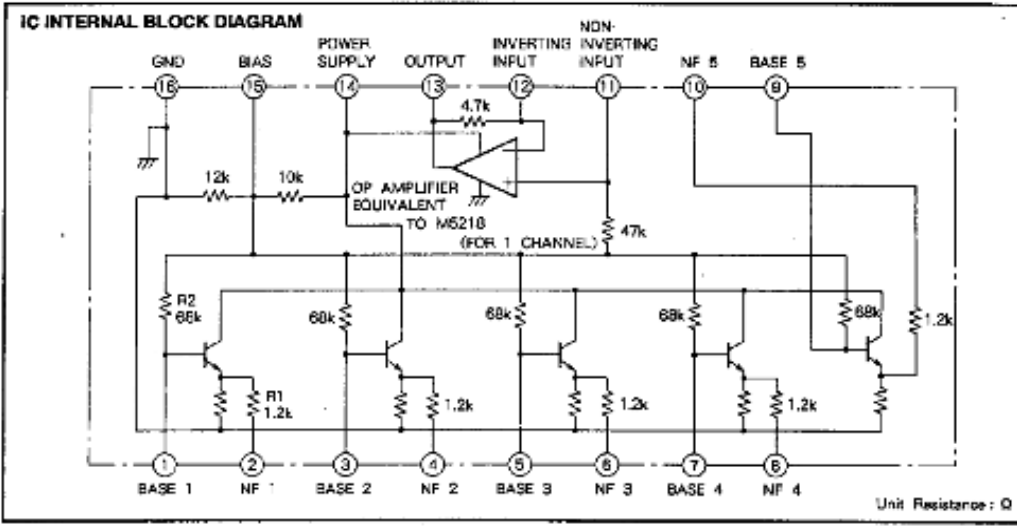 IC INTERNAL BLOCK DIAGRAM
GND
BIAS
POWER
SUPPLY
OUTPUT
INVERTING
INPUT
NON-
INVERTING
INPUT
NF 5
BASE 5
16
15
14
13
12
11
10
9
4.7k
12k
10k
OP AMPLIFIER
EQUIVALENT
TO M5218
(FOR 1 CHANNEL)
47k
R2
68k
68k
68k
68k
68k
1.2k
R1
1.2k
1.2k
1.2k
1.2k
1
2
3
4
5
6
7
8
BASE 1
NF 1
BASE 2
NF 2
BASE 3
NF 3
BASE 4
NF 4
Unit Resistance : Ω